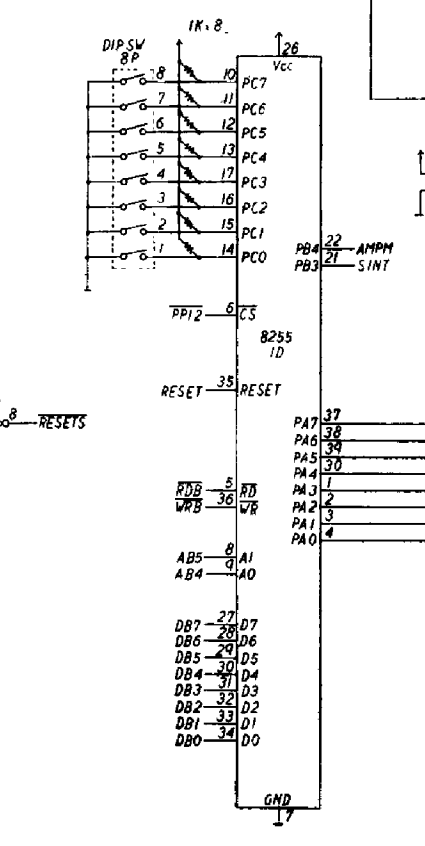 1K×8
DIP SW
8P
26
Vcc
8 10 PC7
7 11 PC6
6 12 PC5
5 13 PC4
4 17 PC3
3 16 PC2
2 15 PC1
1 14 PC0
PB4 22 AMPM
PB3 21 SINT
PPI2 6 CS
8255
1D
RESET 35 RESET
8 RESETS
PA7 37
PA6 38
PA5 39
PA4 30
PA3 1
PA2 2
PA1 3
PA0 4
RDB 5 RD
WRB 36 WR
AB5 8 A1
AB4 9 A0
DB7 27 D7
DB6 28 D6
DB5 29 D5
DB4 30 D4
DB3 31 D3
DB2 32 D2
DB1 33 D1
DB0 34 D0
GND
7